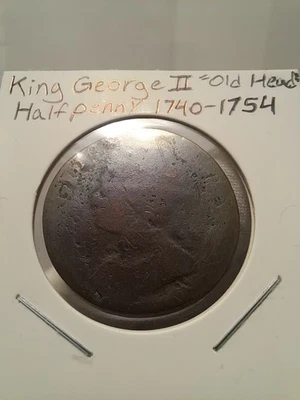 King George II "Old Head"
Halfpenny 1740-1754